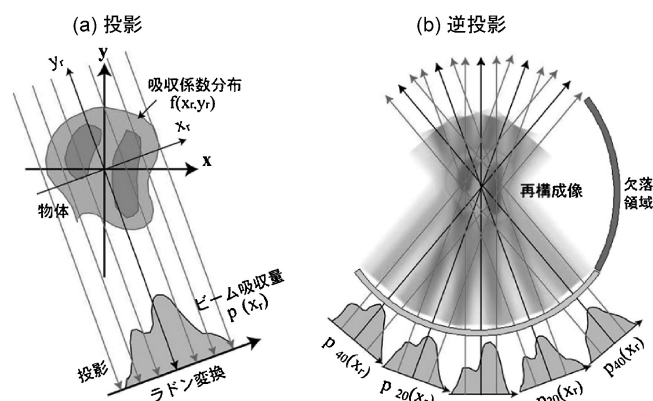 (a) 投影
y
yr
吸収係数分布
f(xr,yr)
xr
x
物体
ビーム吸収量
p (xr)
投影
ラドン変換
(b) 逆投影
再構成像
欠落
領域
p 40(xr)
p 20(xr)
p20(xr)
p40(xr)